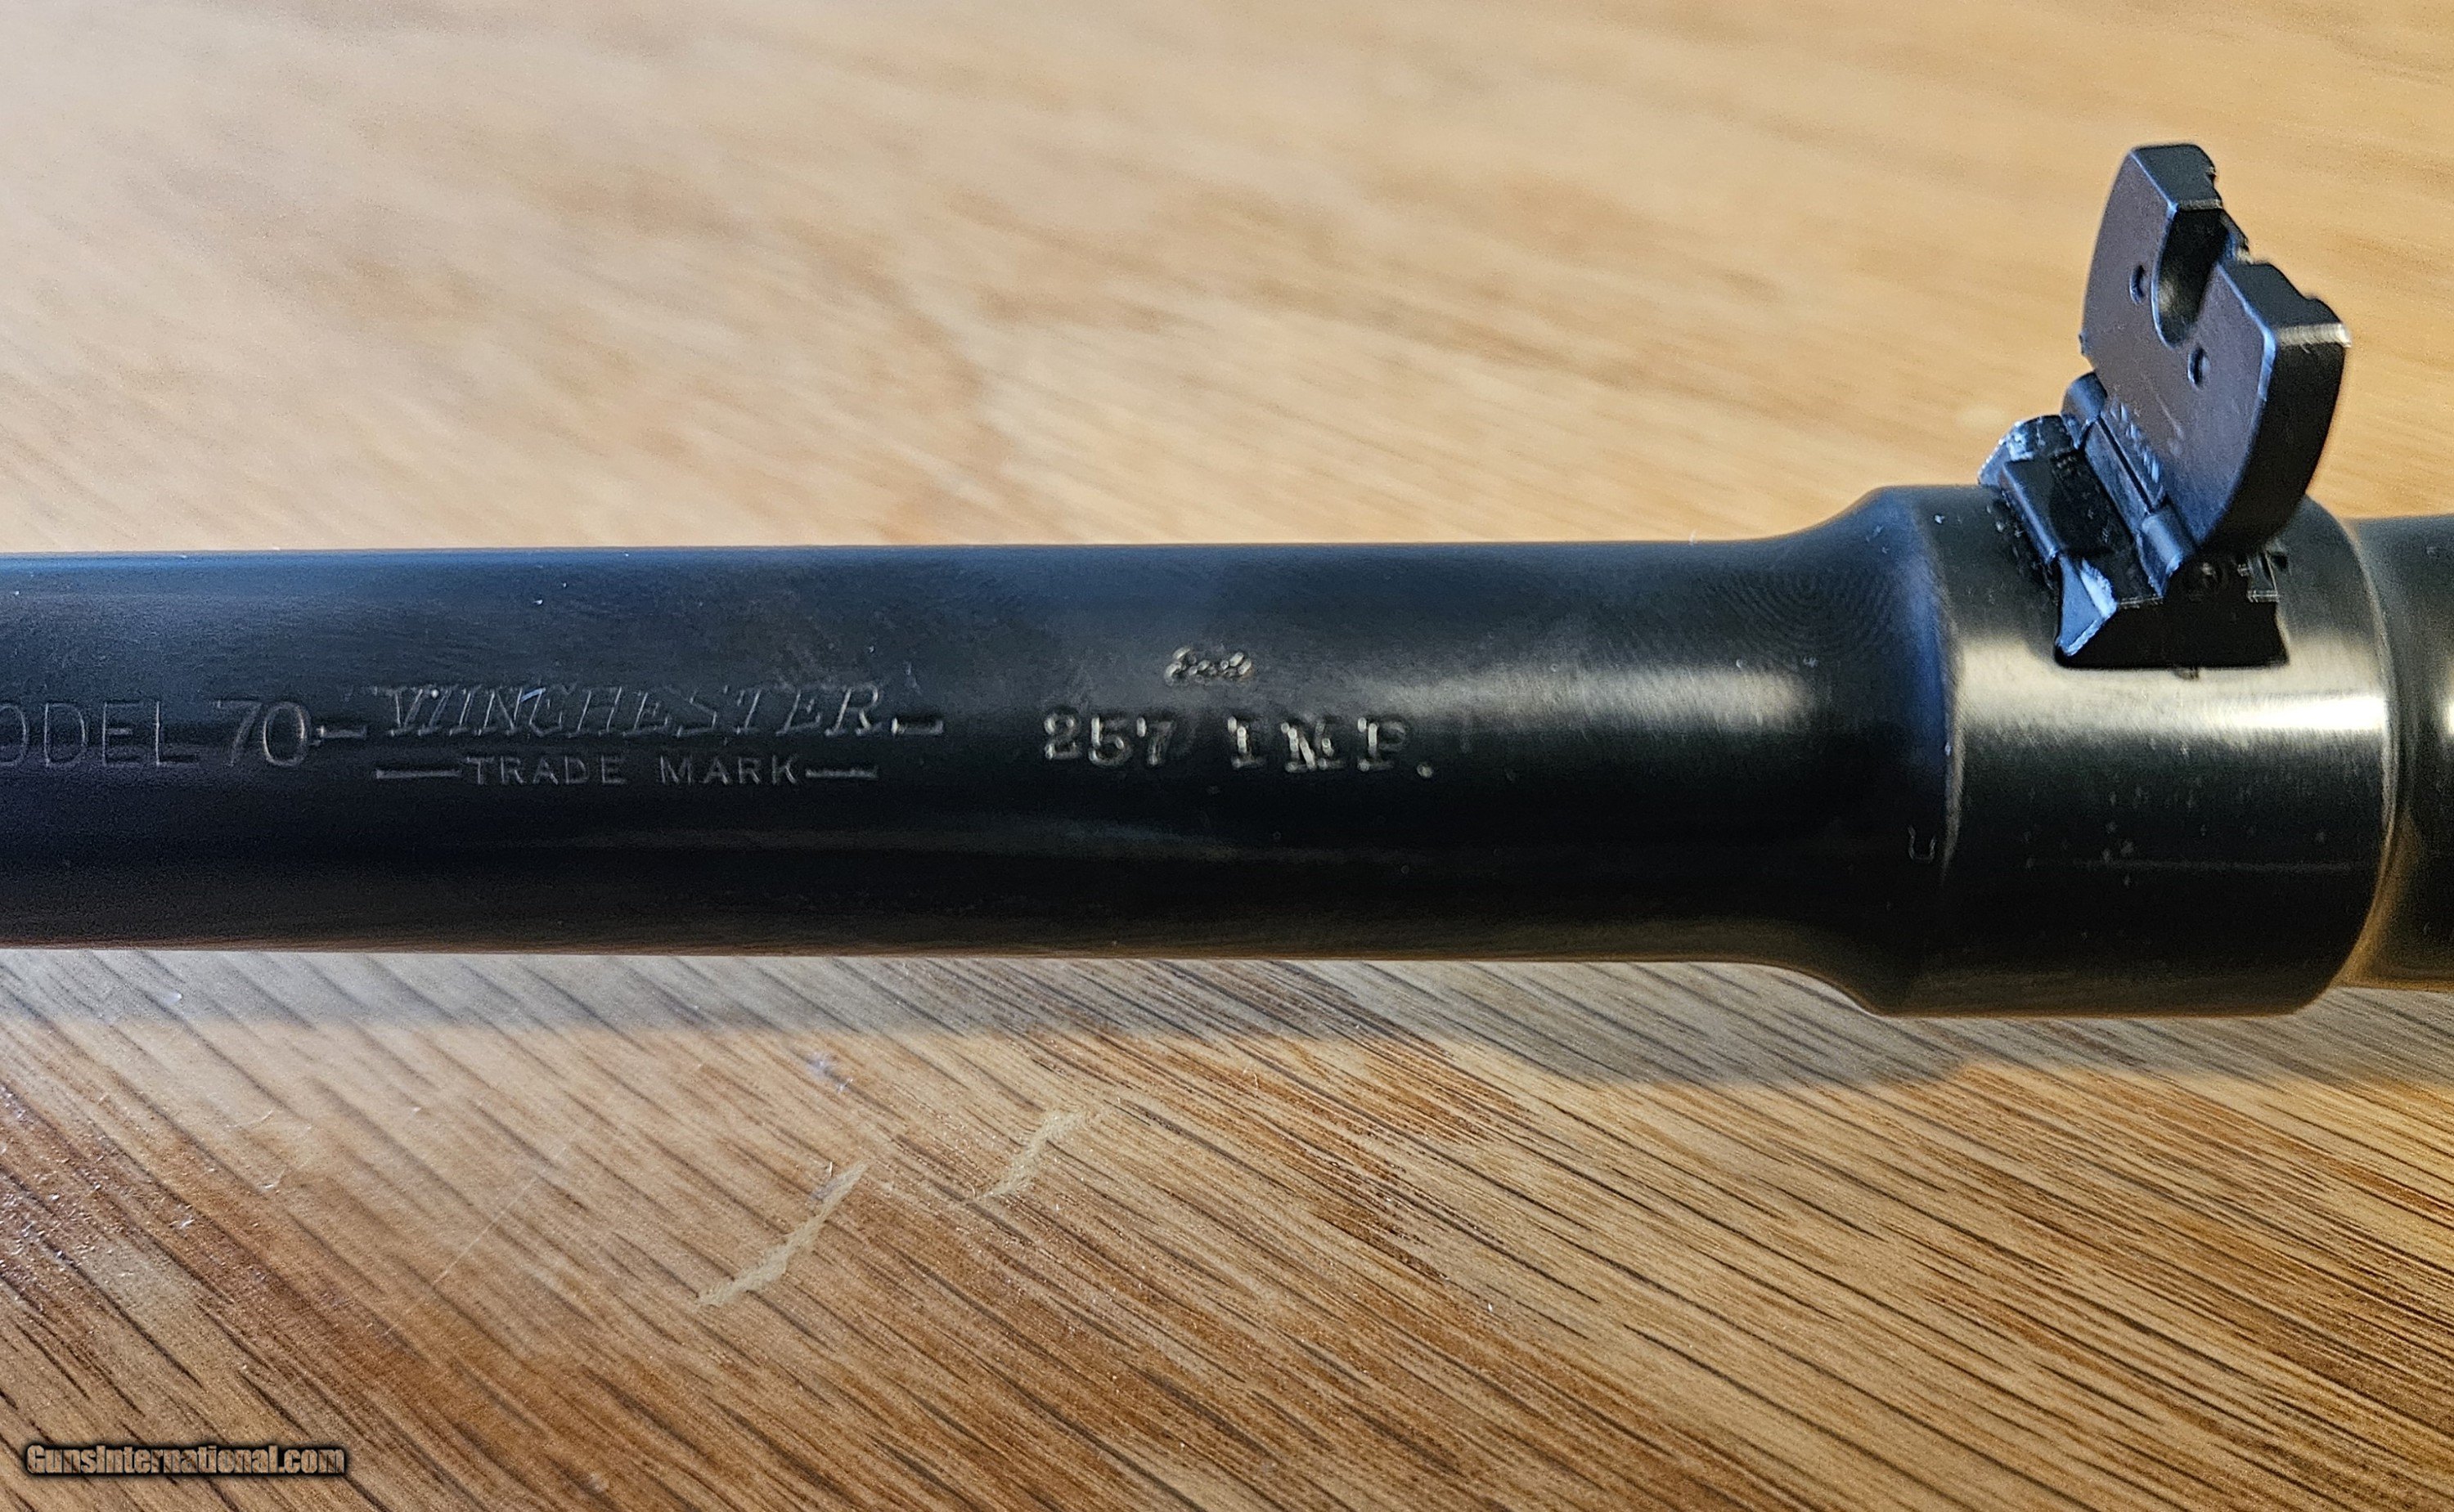 ODEL 70-WINCHESTER-
—TRADE MARK—
257 IMP.
GunsInternational.com